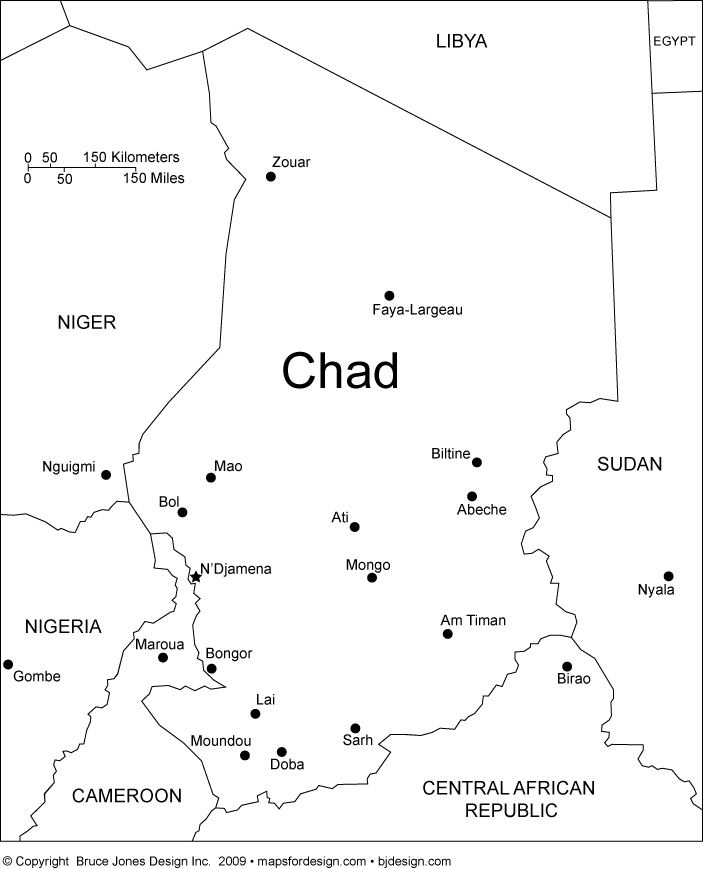 LIBYA
EGYPT
0 50 150 Kilometers
0 50 150 Miles
Zouar
Faya-Largeau
NIGER
Chad
Nguigmi
Mao
Biltine
SUDAN
Bol
Abeche
Ati
N'Djamena
Mongo
Nyala
NIGERIA
Am Timan
Maroua
Bongor
Gombe
Birao
Lai
Moundou
Sarh
Doba
CAMEROON
CENTRAL AFRICAN
REPUBLIC
© Copyright Bruce Jones Design Inc. 2009 • mapsfordesign.com • bjdesign.com